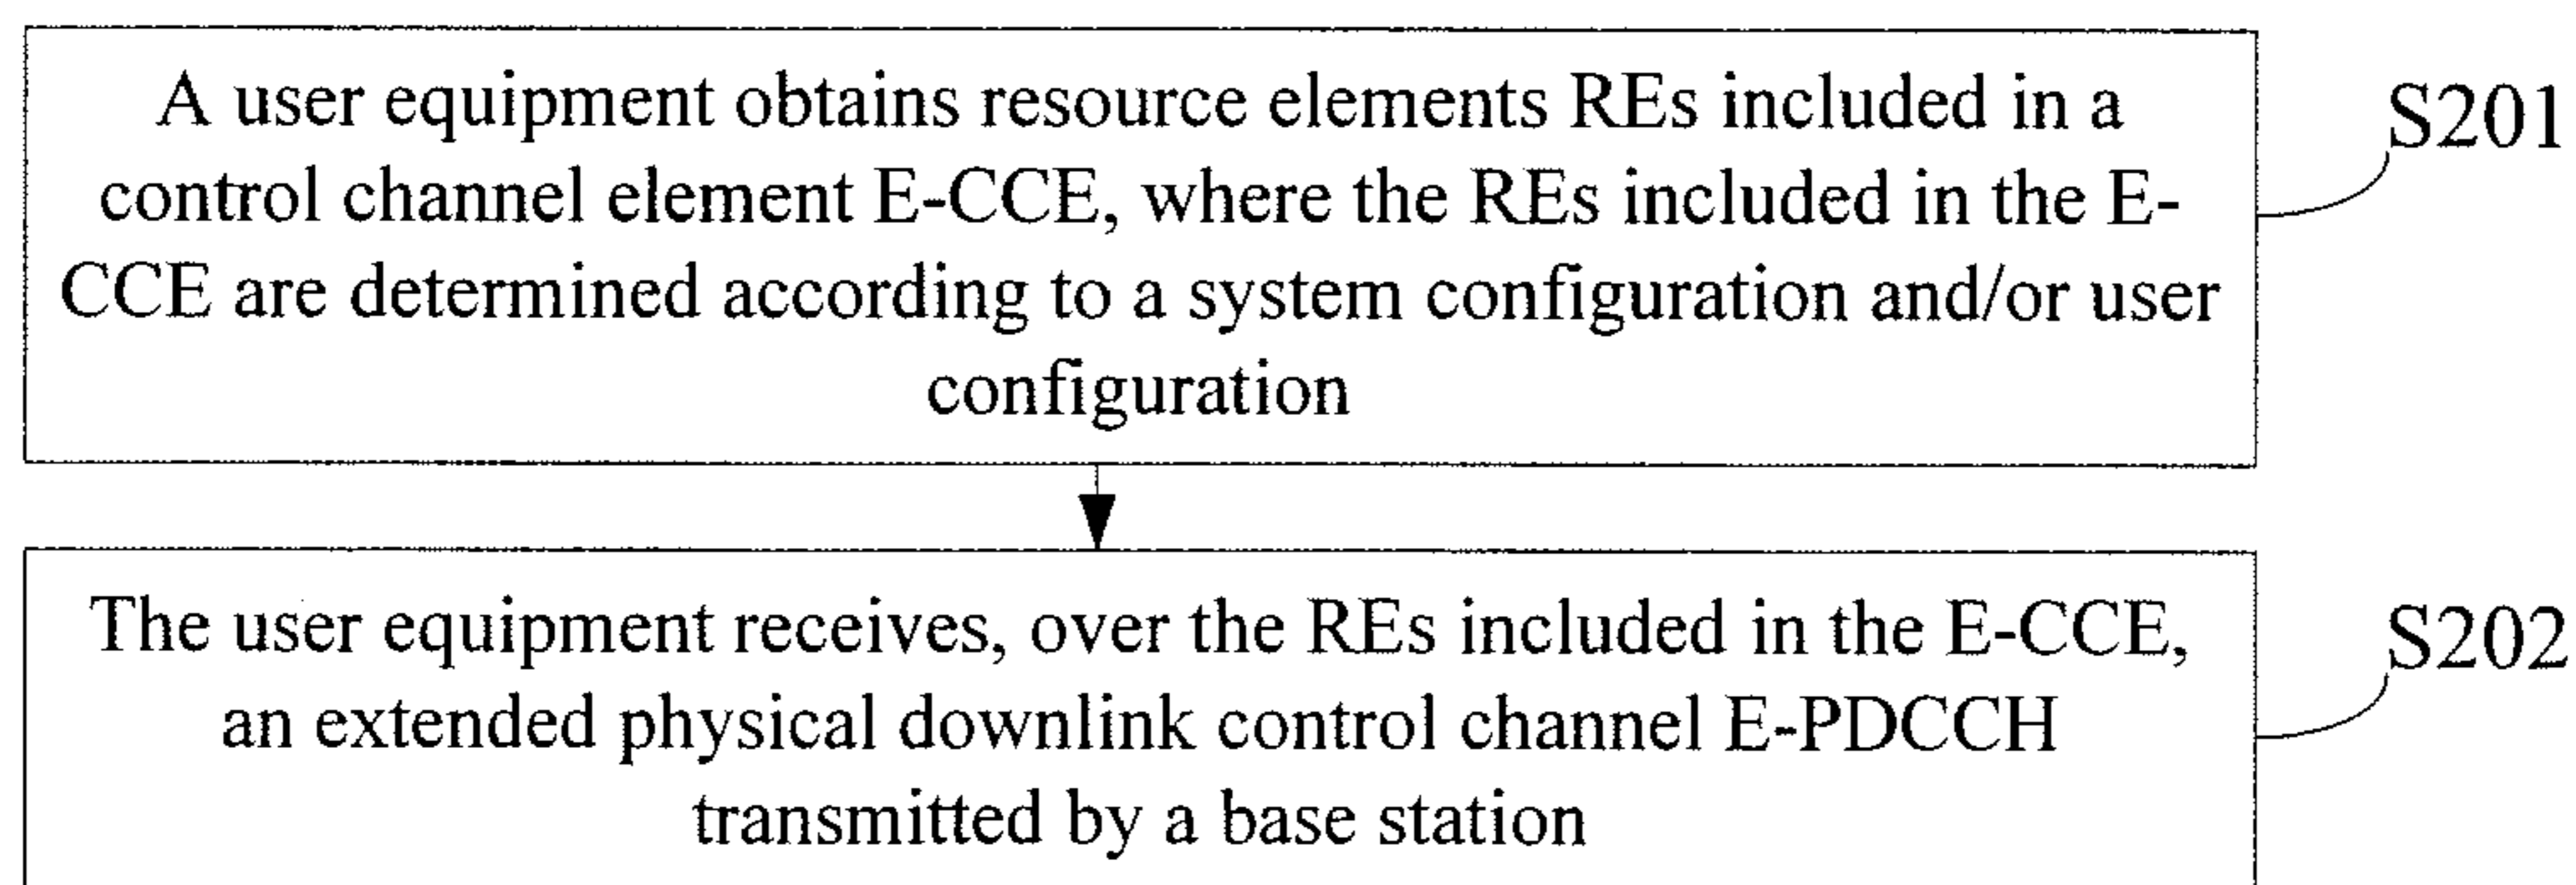 A user equipment obtains resource elements REs included in a
control channel element E-CCE, where the REs included in the E-
CCE are determined according to a system configuration and/or user
configuration
S201
The user equipment receives, over the REs included in the E-CCE,
an extended physical downlink control channel E-PDCCH
transmitted by a base station
S202